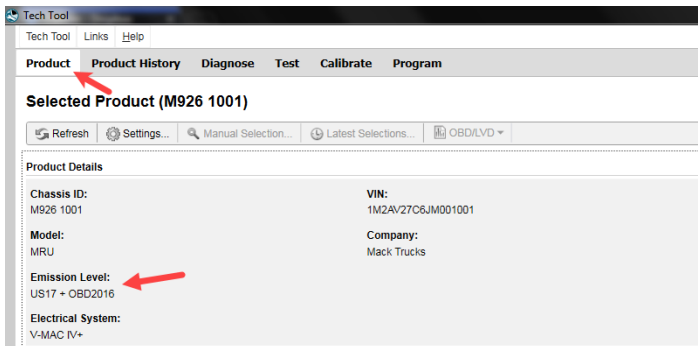 Tech Tool
Tech Tool Links Help
Product Product History Diagnose Test Calibrate Program
Selected Product (M926 1001)
Refresh Settings... Manual Selection... Latest Selections... OBD/LVD
Product Details
Chassis ID: VIN:
M926 1001 1M2AV27C6JM001001
Model: Company:
MRU Mack Trucks
Emission Level:
US17 + OBD2016
Electrical System:
V-MAC IV+